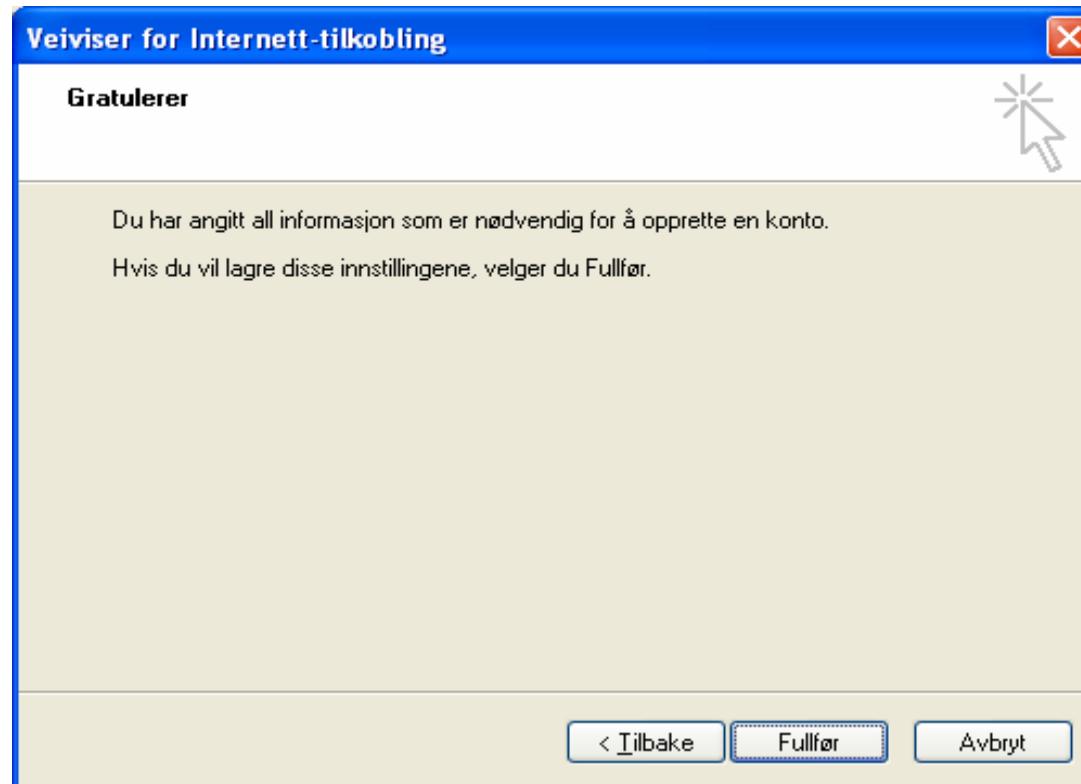 Veiviser for Internett-tilkobling
Gratulerer
Du har angitt all informasjon som er nødvendig for å opprette en konto.
Hvis du vil lagre disse innstillingene, velger du Fullfør.
< Tilbake Fullfør Avbryt